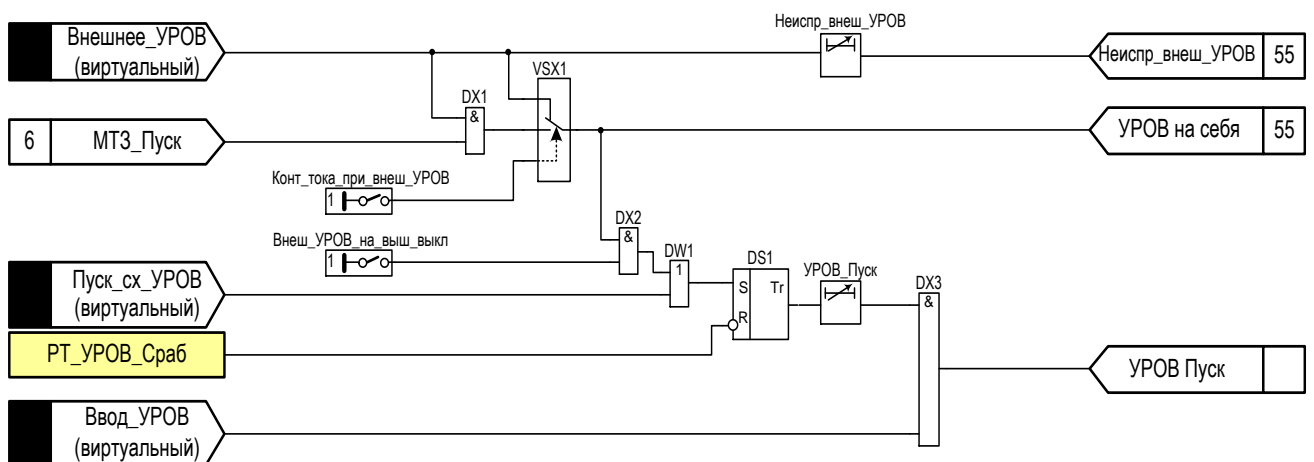 Неиспр_внеш_УРОВ
Внешнее_УРОВ
(виртуальный)
Неиспр_внеш_УРОВ 55
VSX1
DX1
&
6 МТЗ_Пуск
УРОВ на себя 55
Конт_тока_при_внеш_УРОВ
1
DX2
&
Внеш_УРОВ_на_выш_выкл
1
DW1
1
DS1
S Tr
R
УРОВ_Пуск
DX3
&
Пуск_сх_УРОВ
(виртуальный)
РТ_УРОВ_Сраб
УРОВ Пуск
Ввод_УРОВ
(виртуальный)